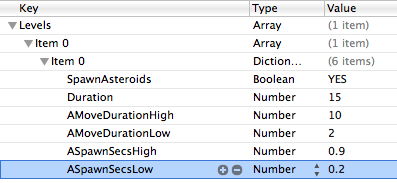 Key Type Value
Levels Array (1 item)
Item 0 Array (1 item)
Item 0 Diction... (6 items)
SpawnAsteroids Boolean YES
Duration Number 15
AMoveDurationHigh Number 10
AMoveDurationLow Number 2
ASpawnSecsHigh Number 0.9
ASpawnSecsLow Number 0.2